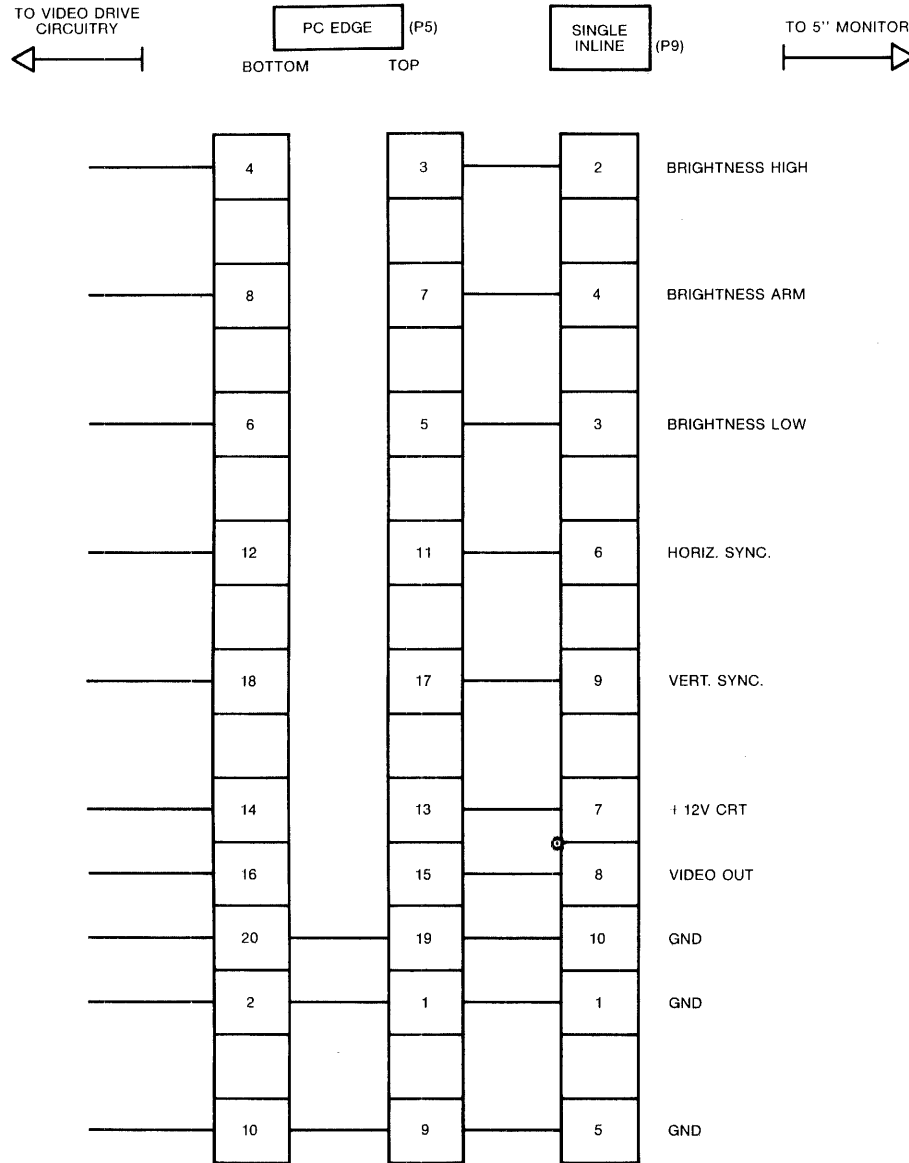 TO VIDEO DRIVE
CIRCUITRY
PC EDGE (P5)
SINGLE
INLINE (P9)
TO 5'' MONITOR
BOTTOM TOP
4 3 2 BRIGHTNESS HIGH
8 7 4 BRIGHTNESS ARM
6 5 3 BRIGHTNESS LOW
12 11 6 HORIZ. SYNC.
18 17 9 VERT. SYNC.
14 13 7 +12V CRT
16 15 8 VIDEO OUT
20 19 10 GND
2 1 1 GND
10 9 5 GND